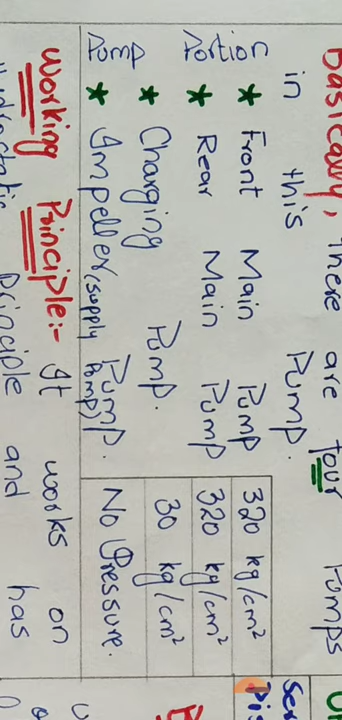 Basically, there are four Pumps
in this Pump.
Portion * Front Main Pump 320 kg/cm²
* Rear Main Pump 320 kg/cm²
* Charging Pump. 30 kg/cm²
Pump * Impeller (supply Pump) Pump. No Pressure.
Working Principle:- It works on
Principle and has